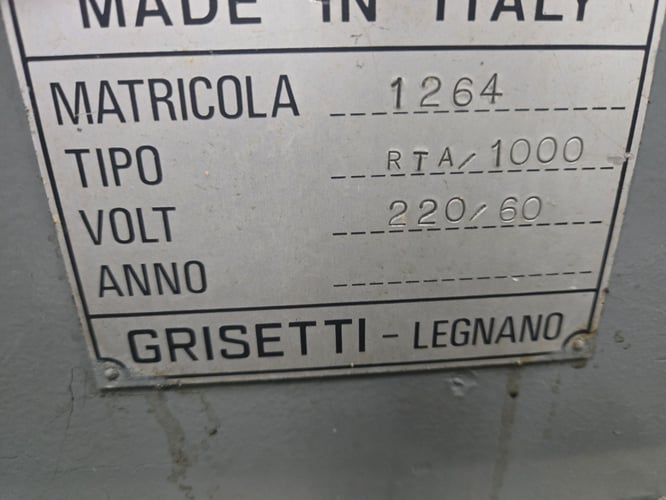 MADE IN ITALY
MATRICOLA 1264
TIPO RTA/1000
VOLT 220/60
ANNO
GRISETTI - LEGNANO